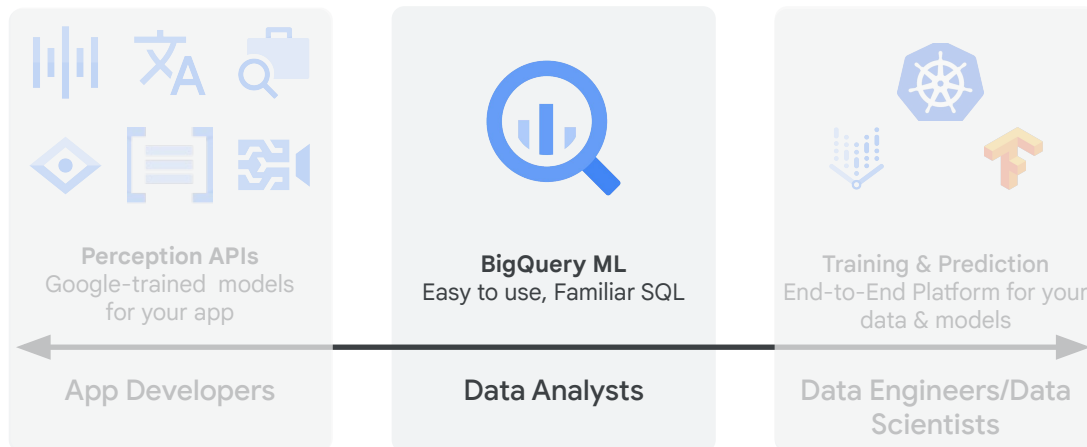 Perception APIs
Google-trained models
for your app
App Developers
BigQuery ML
Easy to use, Familiar SQL
Data Analysts
Training & Prediction
End-to-End Platform for your
data & models
Data Engineers/Data
Scientists